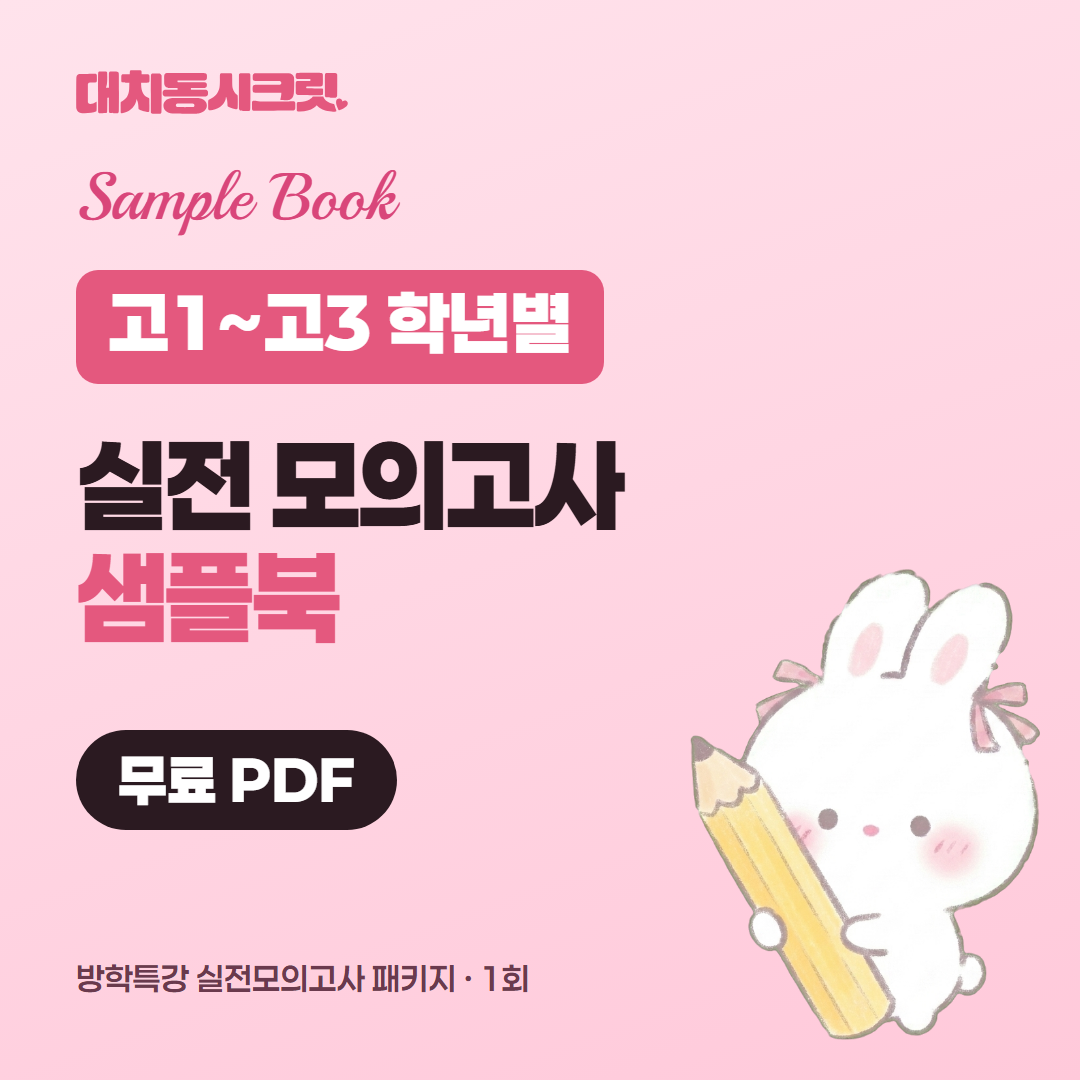 대치동시크릿
Sample Book
고1~고3 학년별
실전 모의고사
샘플북
무료 PDF
방학특강 실전모의고사 패키지 · 1회